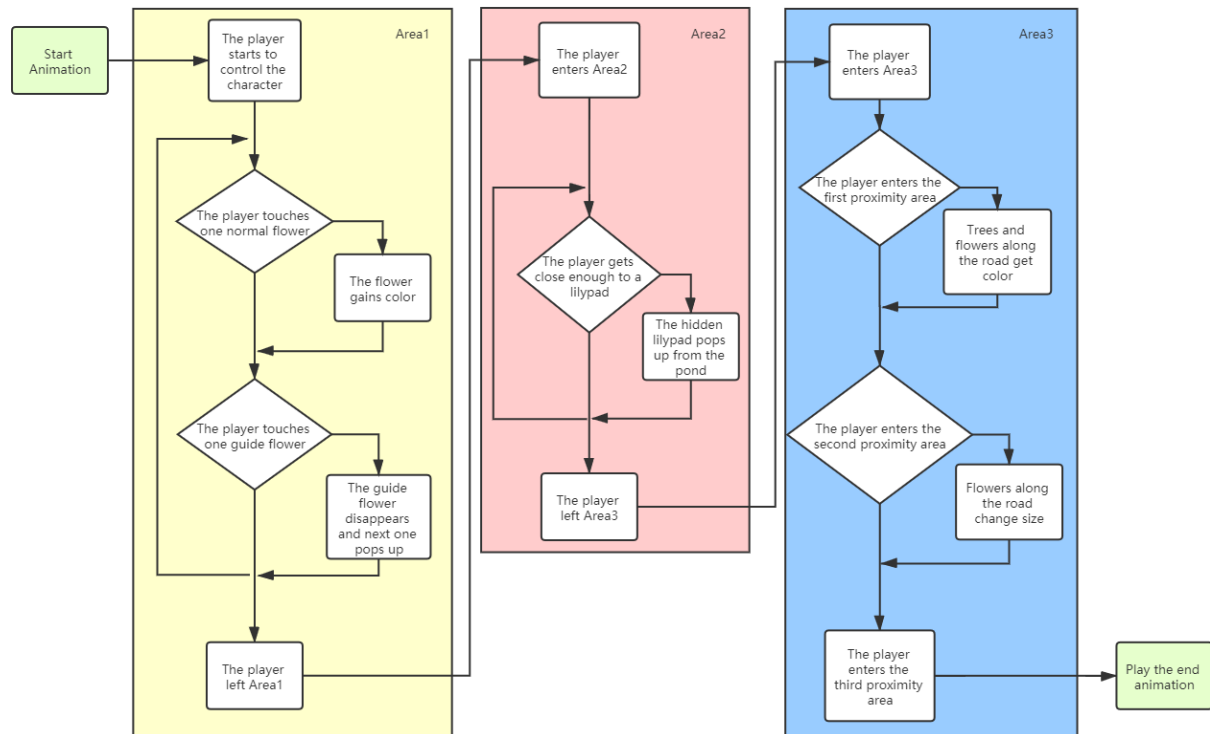 Start
Animation
Area1
The player
starts to
control the
character
The player touches
one normal flower
The flower
gains color
The player touches
one guide flower
The guide
flower
disappears
and next one
pops up
The player
left Area1
Area2
The player
enters Area2
The player gets
close enough to a
lilypad
The hidden
lilypad pops
up from the
pond
The player
left Area3
Area3
The player
enters Area3
The player enters the
first proximity area
Trees and
flowers along
the road get
color
The player enters the
second proximity area
Flowers along
the road
change size
The player
enters the
third proximity
area
Play the end
animation